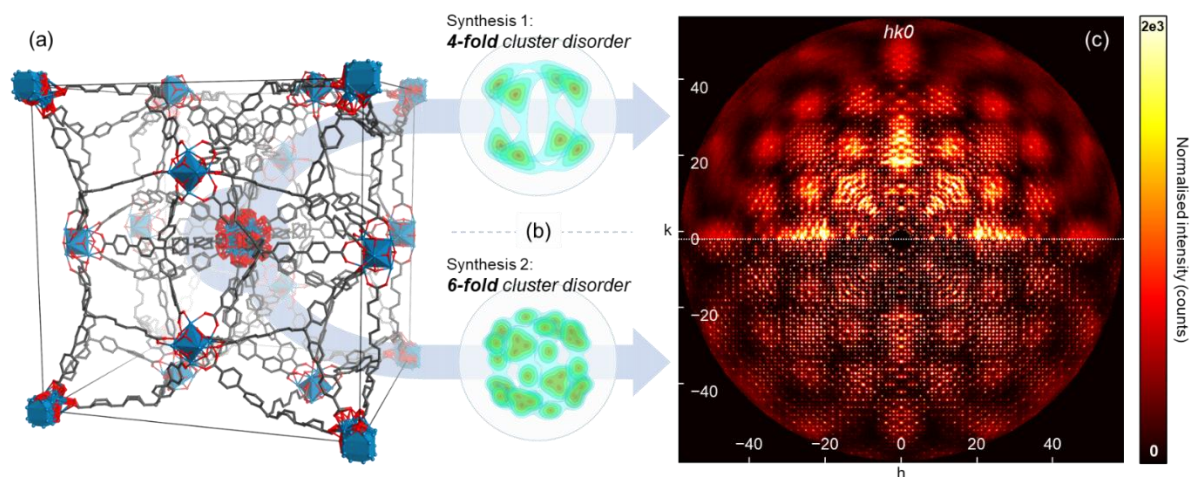 (a)
Synthesis 1:
4-fold cluster disorder
(b)
Synthesis 2:
6-fold cluster disorder
hk0
(c)
k
40
20
0
−20
−40
−40
−20
0
20
40
h
2e3
Normalised intensity (counts)
0